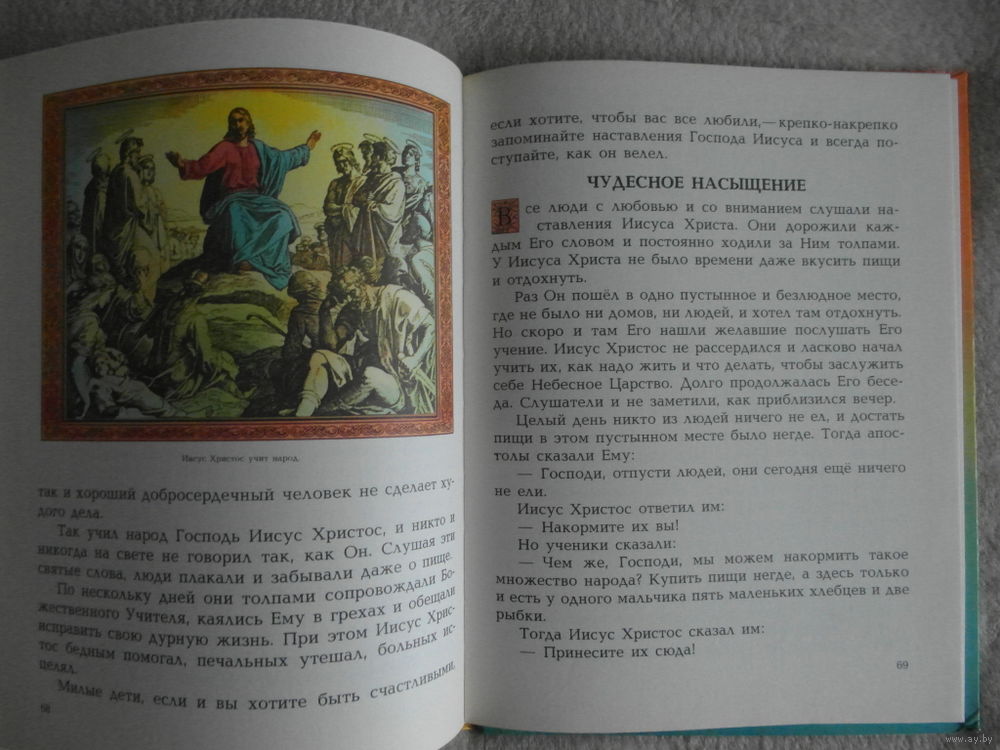 Иисус Христос учит народ.
так и хороший добросердечный человек не сделает ху-
дого дела.
Так учил народ Господь Иисус Христос, и никто и
никогда на свете не говорил так, как Он. Слушая эти
святые слова, люди плакали и забывали даже о пище.
По нескольку дней они толпами сопровождали Бо-
жественного Учителя, каялись Ему в грехах и обещали
исправить свою дурную жизнь. При этом Иисус Хрис-
тос бедным помогал, печальных утешал, больных ис-
целял.
Милые дети, если и вы хотите быть счастливыми,
68
если хотите, чтобы вас все любили,—крепко-накрепко
запоминайте наставления Господа Иисуса и всегда по-
ступайте, как он велел.
ЧУДЕСНОЕ НАСЫЩЕНИЕ
Все люди с любовью и со вниманием слушали на-
ставления Иисуса Христа. Они дорожили каж-
дым Его словом и постоянно ходили за Ним толпами.
У Иисуса Христа не было времени даже вкусить пищи
и отдохнуть.
Раз Он пошёл в одно пустынное и безлюдное место,
где не было ни домов, ни людей, и хотел там отдохнуть.
Но скоро и там Его нашли желавшие послушать Его
учение. Иисус Христос не рассердился и ласково начал
учить их, как надо жить и что делать, чтобы заслужить
себе Небесное Царство. Долго продолжалась Его бесе-
да. Слушатели и не заметили, как приблизился вечер.
Целый день никто из людей ничего не ел, и достать
пищи в этом пустынном месте было негде. Тогда апос-
толы сказали Ему:
— Господи, отпусти людей, они сегодня ещё ничего
не ели.
Иисус Христос ответил им:
— Накормите их вы!
Но ученики сказали:
— Чем же, Господи, мы можем накормить такое
множество народа? Купить пищи негде, а здесь только
и есть у одного мальчика пять маленьких хлебцев и две
рыбки.
Тогда Иисус Христос сказал им:
— Принесите их сюда!
69
www.ay.by